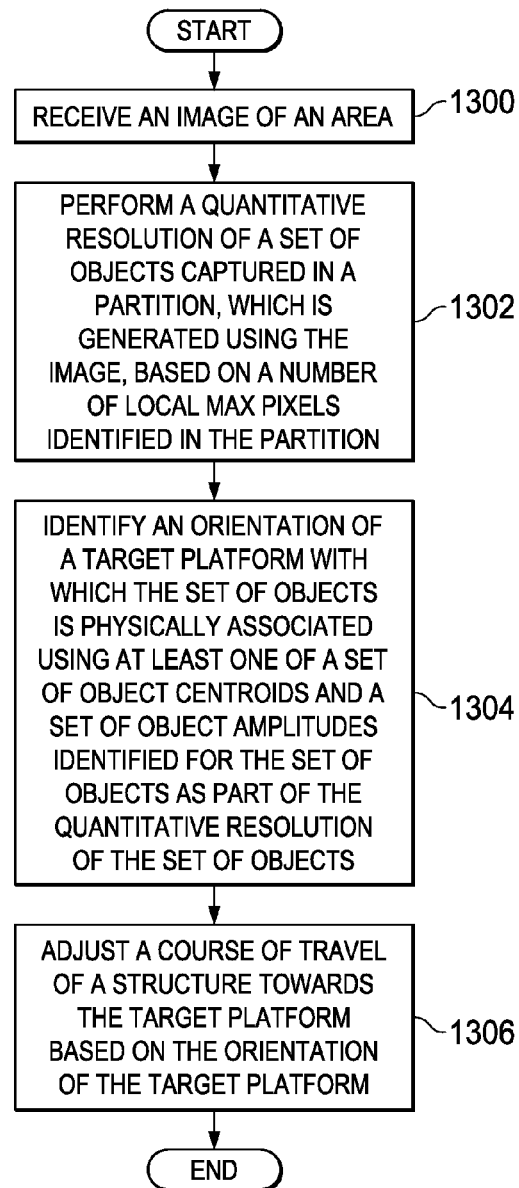 START
RECEIVE AN IMAGE OF AN AREA
1300
PERFORM A QUANTITATIVE
RESOLUTION OF A SET OF
OBJECTS CAPTURED IN A
PARTITION, WHICH IS
GENERATED USING THE
IMAGE, BASED ON A NUMBER
OF LOCAL MAX PIXELS
IDENTIFIED IN THE PARTITION
1302
IDENTIFY AN ORIENTATION OF
A TARGET PLATFORM WITH
WHICH THE SET OF OBJECTS
IS PHYSICALLY ASSOCIATED
USING AT LEAST ONE OF A SET
OF OBJECT CENTROIDS AND A
SET OF OBJECT AMPLITUDES
IDENTIFIED FOR THE SET OF
OBJECTS AS PART OF THE
QUANTITATIVE RESOLUTION
OF THE SET OF OBJECTS
1304
ADJUST A COURSE OF TRAVEL
OF A STRUCTURE TOWARDS
THE TARGET PLATFORM
BASED ON THE ORIENTATION
OF THE TARGET PLATFORM
1306
END